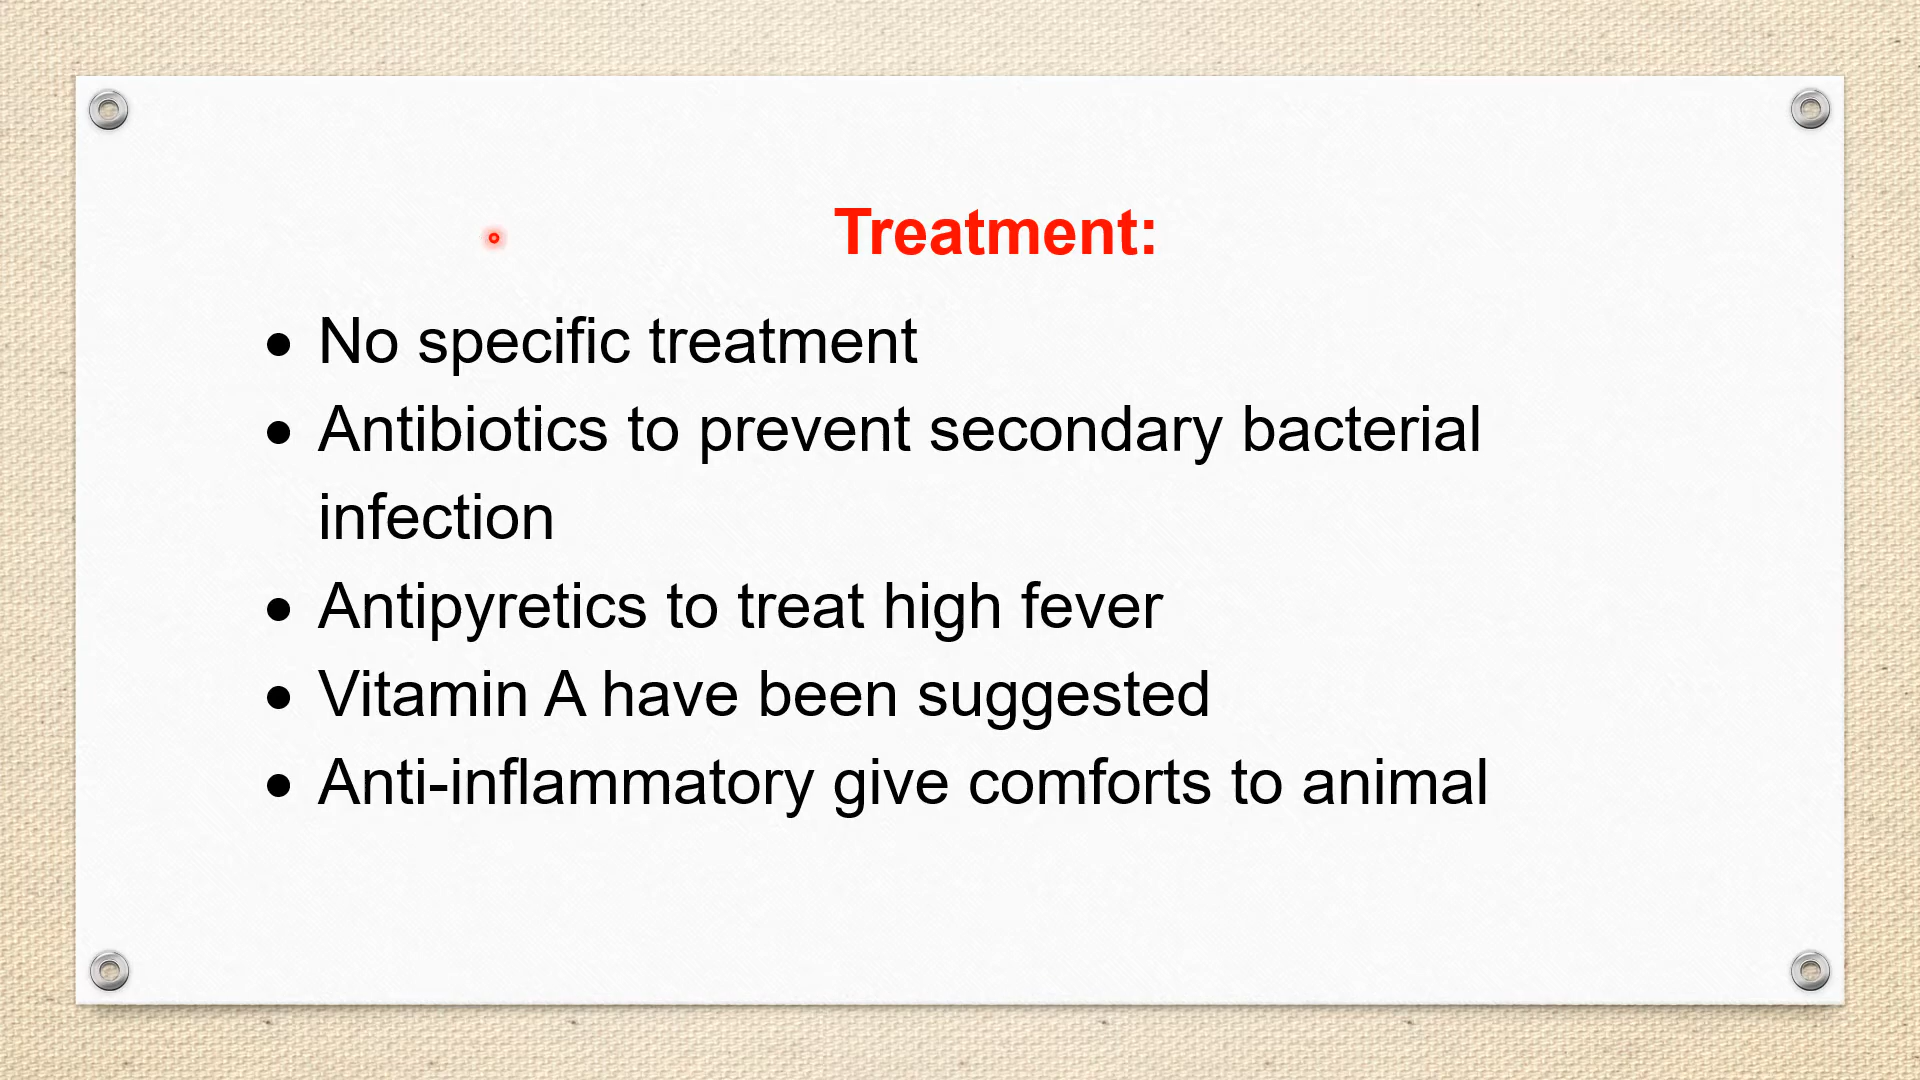 Treatment:
• No specific treatment
• Antibiotics to prevent secondary bacterial
infection
• Antipyretics to treat high fever
• Vitamin A have been suggested
• Anti-inflammatory give comforts to animal